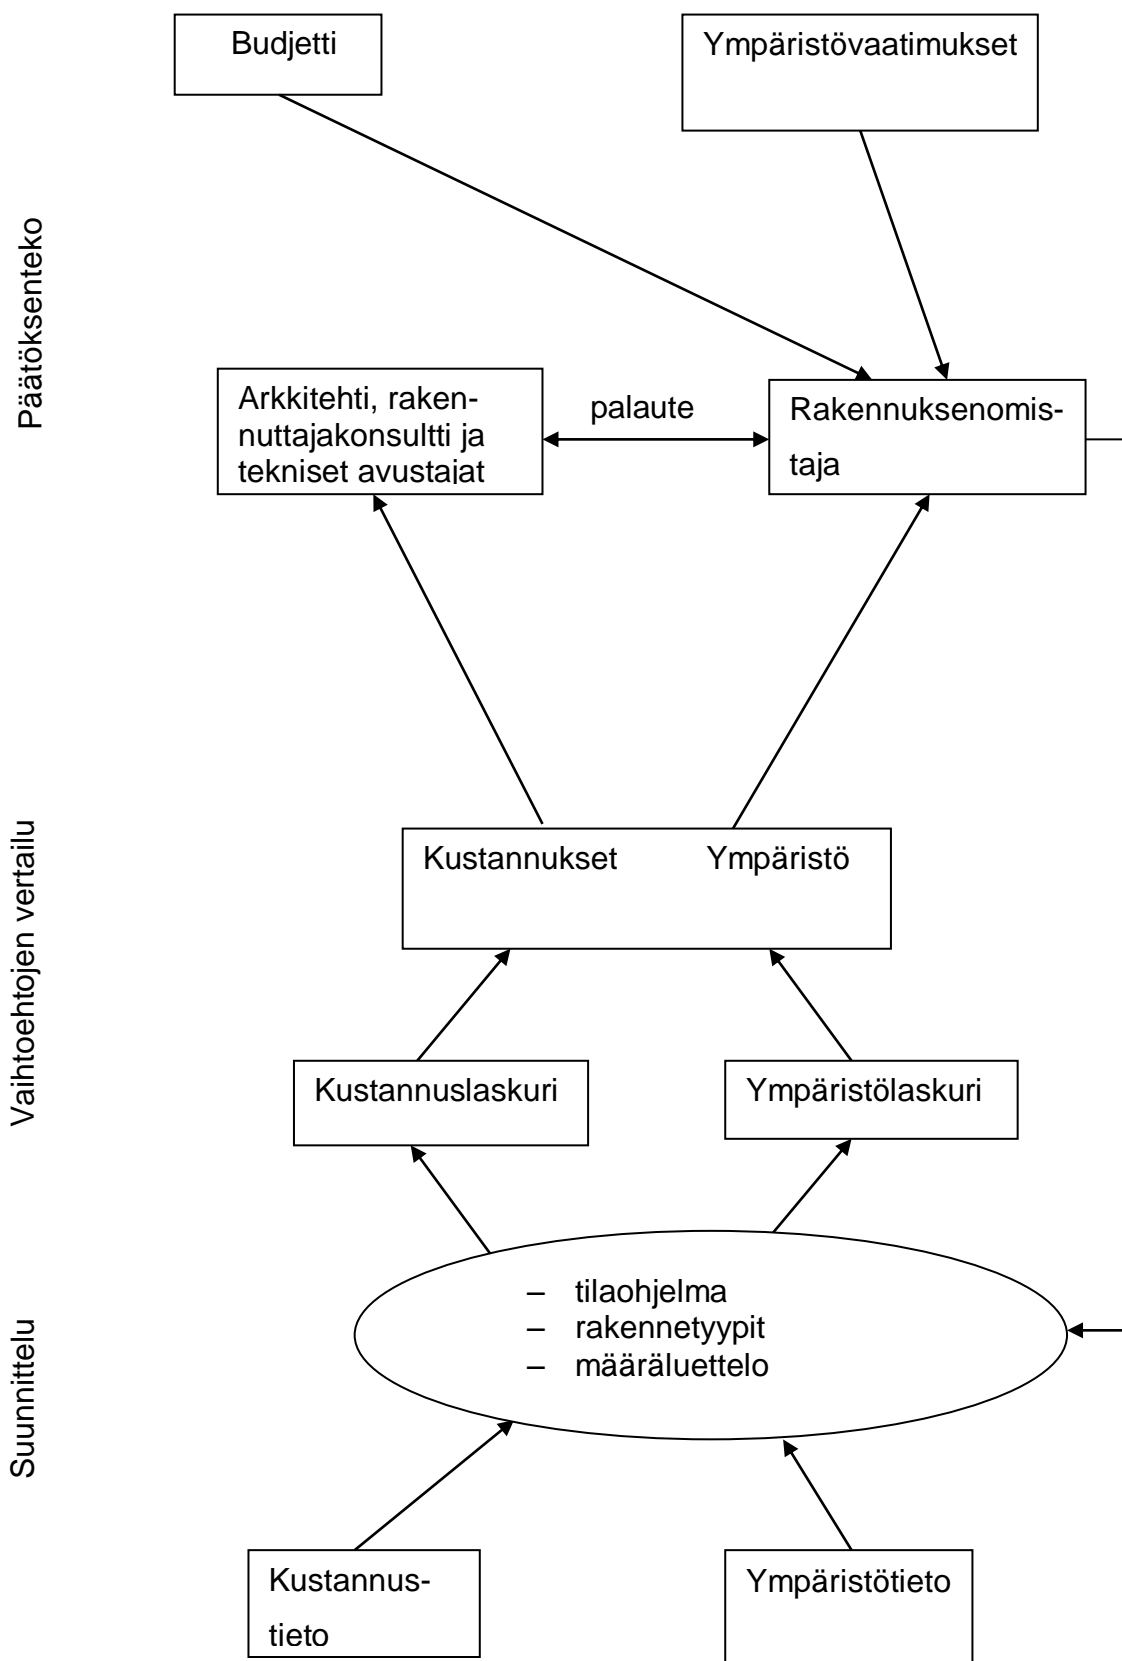 Budjetti
Ympäristövaatimukset
Päätöksenteko
Arkkitehti, raken-
nuttajakonsultti ja
tekniset avustajat
palaute
Rakennuksenomis-
taja
Vaihtoehtojen vertailu
Kustannukset
Ympäristö
Kustannuslaskuri
Ympäristölaskuri
Suunnittelu
– tilaohjelma
– rakennetyypit
– määräluettelo
Kustannus-
tieto
Ympäristötieto